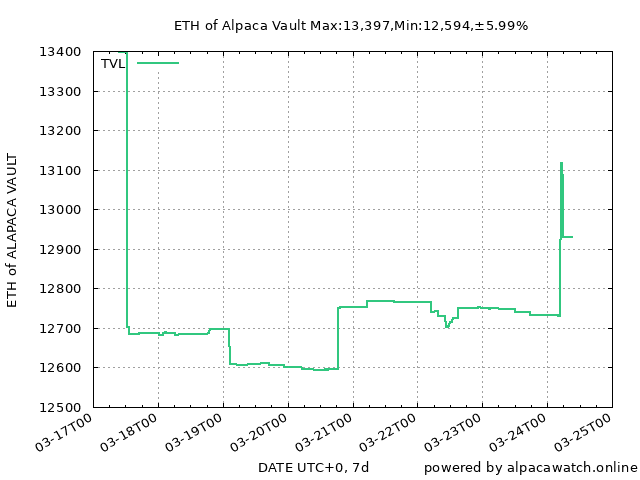 ETH of Alpaca Vault Max:13,397,Min:12,594,±5.99%
13400
TVL
13300
13200
13100
13000
12900
12800
12700
12600
12500
ETH of ALAPACA VAULT
03-17T00
03-18T00
03-19T00
03-20T00
03-21T00
03-22T00
03-23T00
03-24T00
03-25T00
DATE UTC+0, 7d
powered by alpacawatch.online